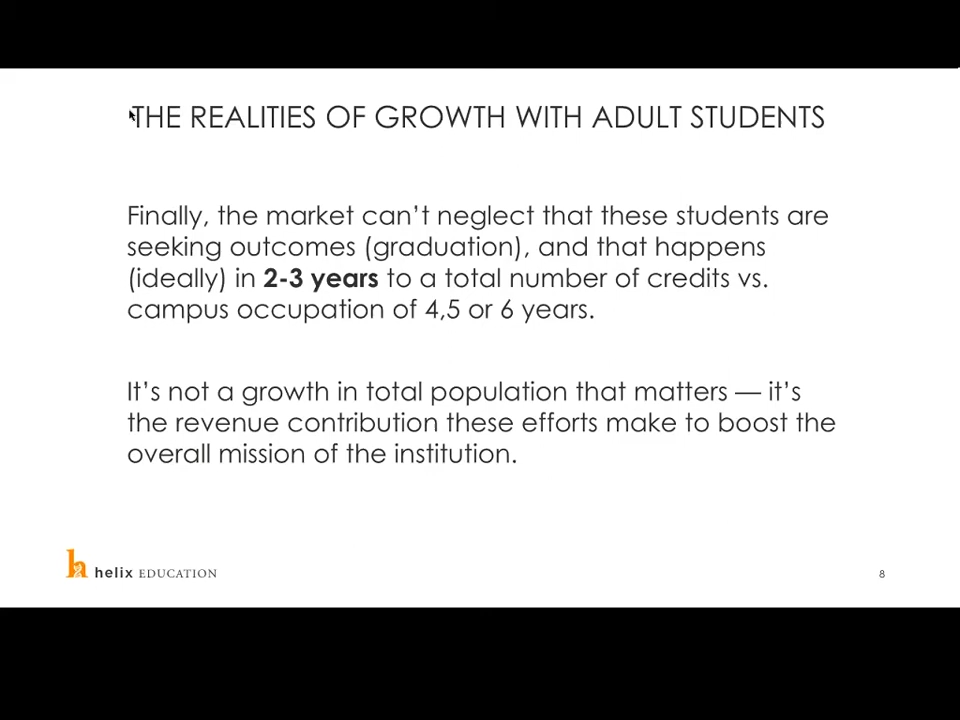 THE REALITIES OF GROWTH WITH ADULT STUDENTS
Finally, the market can’t neglect that these students are
seeking outcomes (graduation), and that happens
(ideally) in 2-3 years to a total number of credits vs.
campus occupation of 4,5 or 6 years.
It’s not a growth in total population that matters — it’s
the revenue contribution these efforts make to boost the
overall mission of the institution.
helix EDUCATION
8